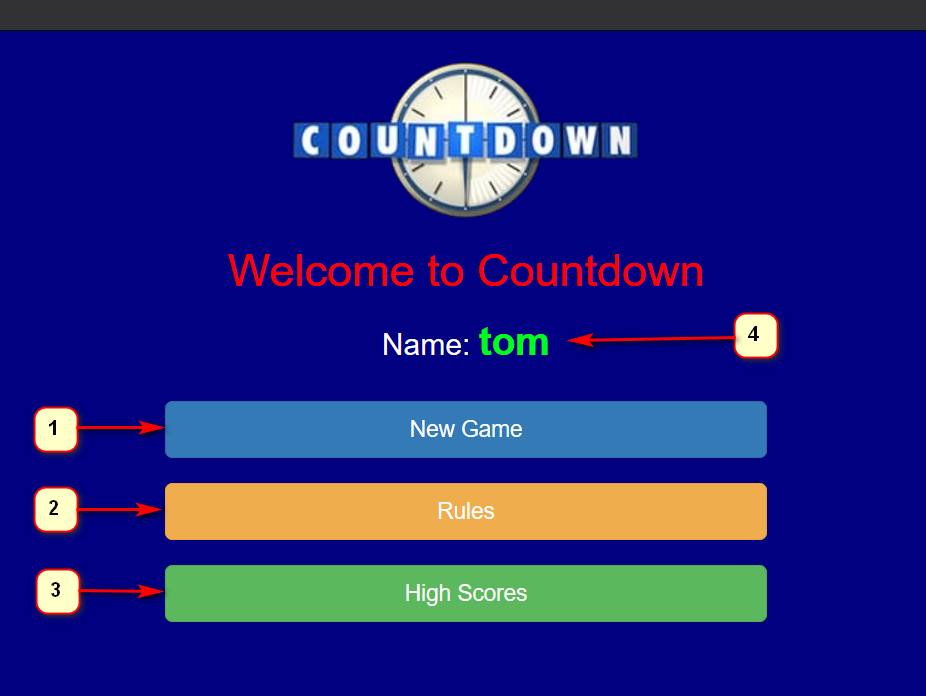 COUNTDOWN
Welcome to Countdown
Name: tom
4
1
New Game
2
Rules
3
High Scores